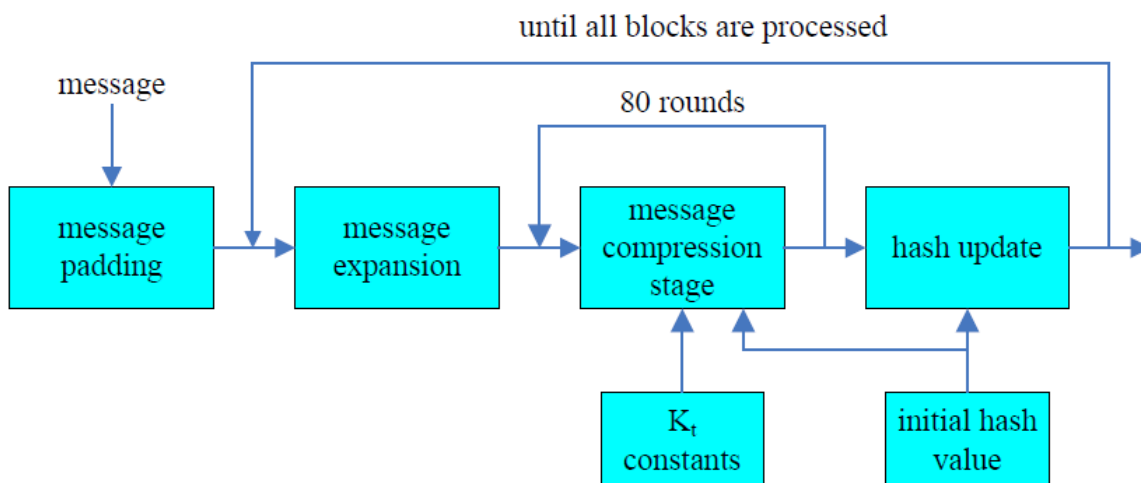 until all blocks are processed
message
80 rounds
message
padding
message
expansion
message
compression
stage
hash update
Kt
constants
initial hash
value